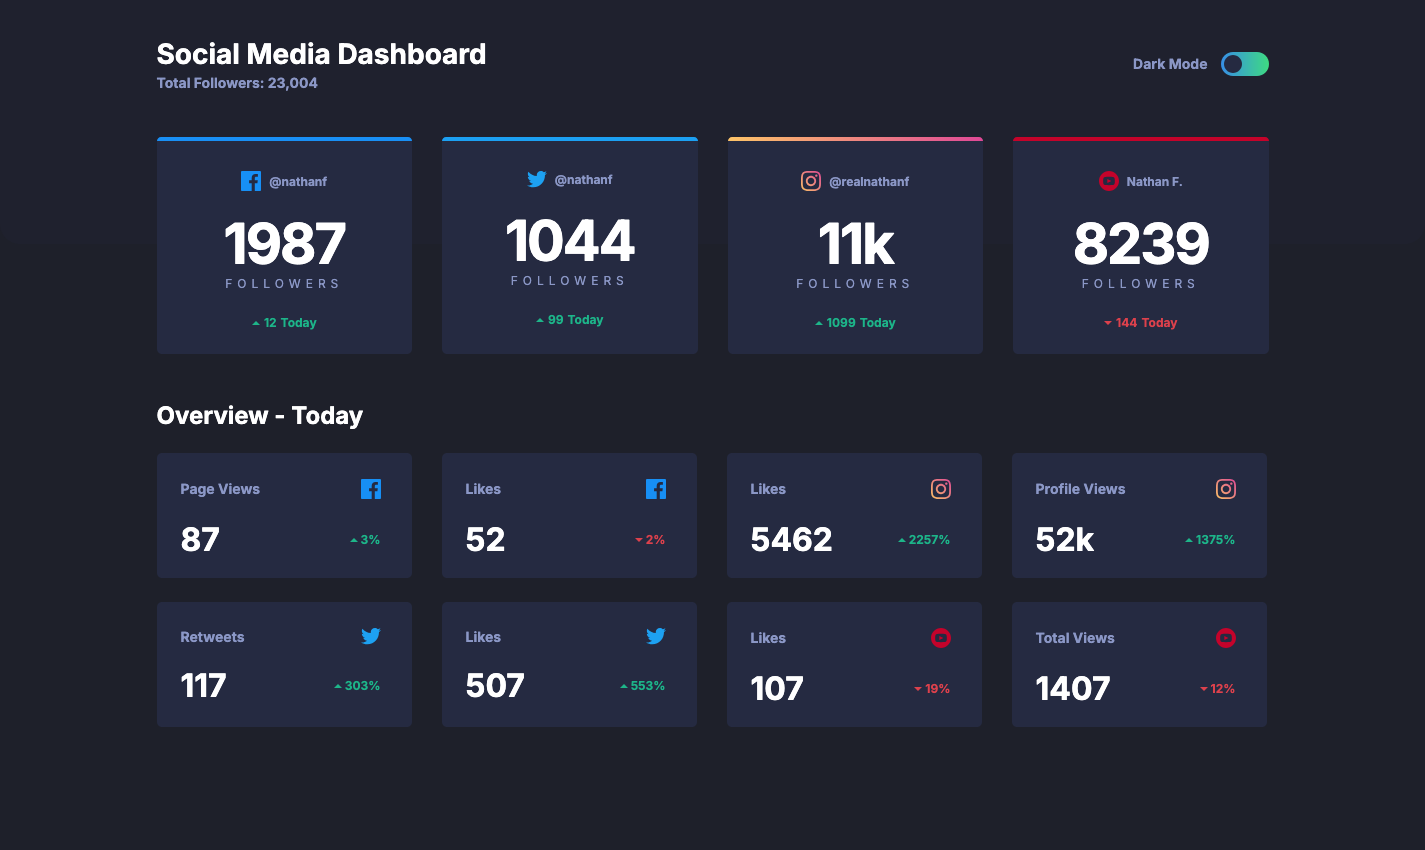 Social Media Dashboard
Total Followers: 23,004
Dark Mode
@nathanf
1987
FOLLOWERS
12 Today
@nathanf
1044
FOLLOWERS
99 Today
@realnathanf
11k
FOLLOWERS
1099 Today
Nathan F.
8239
FOLLOWERS
144 Today
Overview - Today
Page Views
87
3%
Likes
52
2%
Likes
5462
2257%
Profile Views
52k
1375%
Retweets
117
303%
Likes
507
553%
Likes
107
19%
Total Views
1407
12%